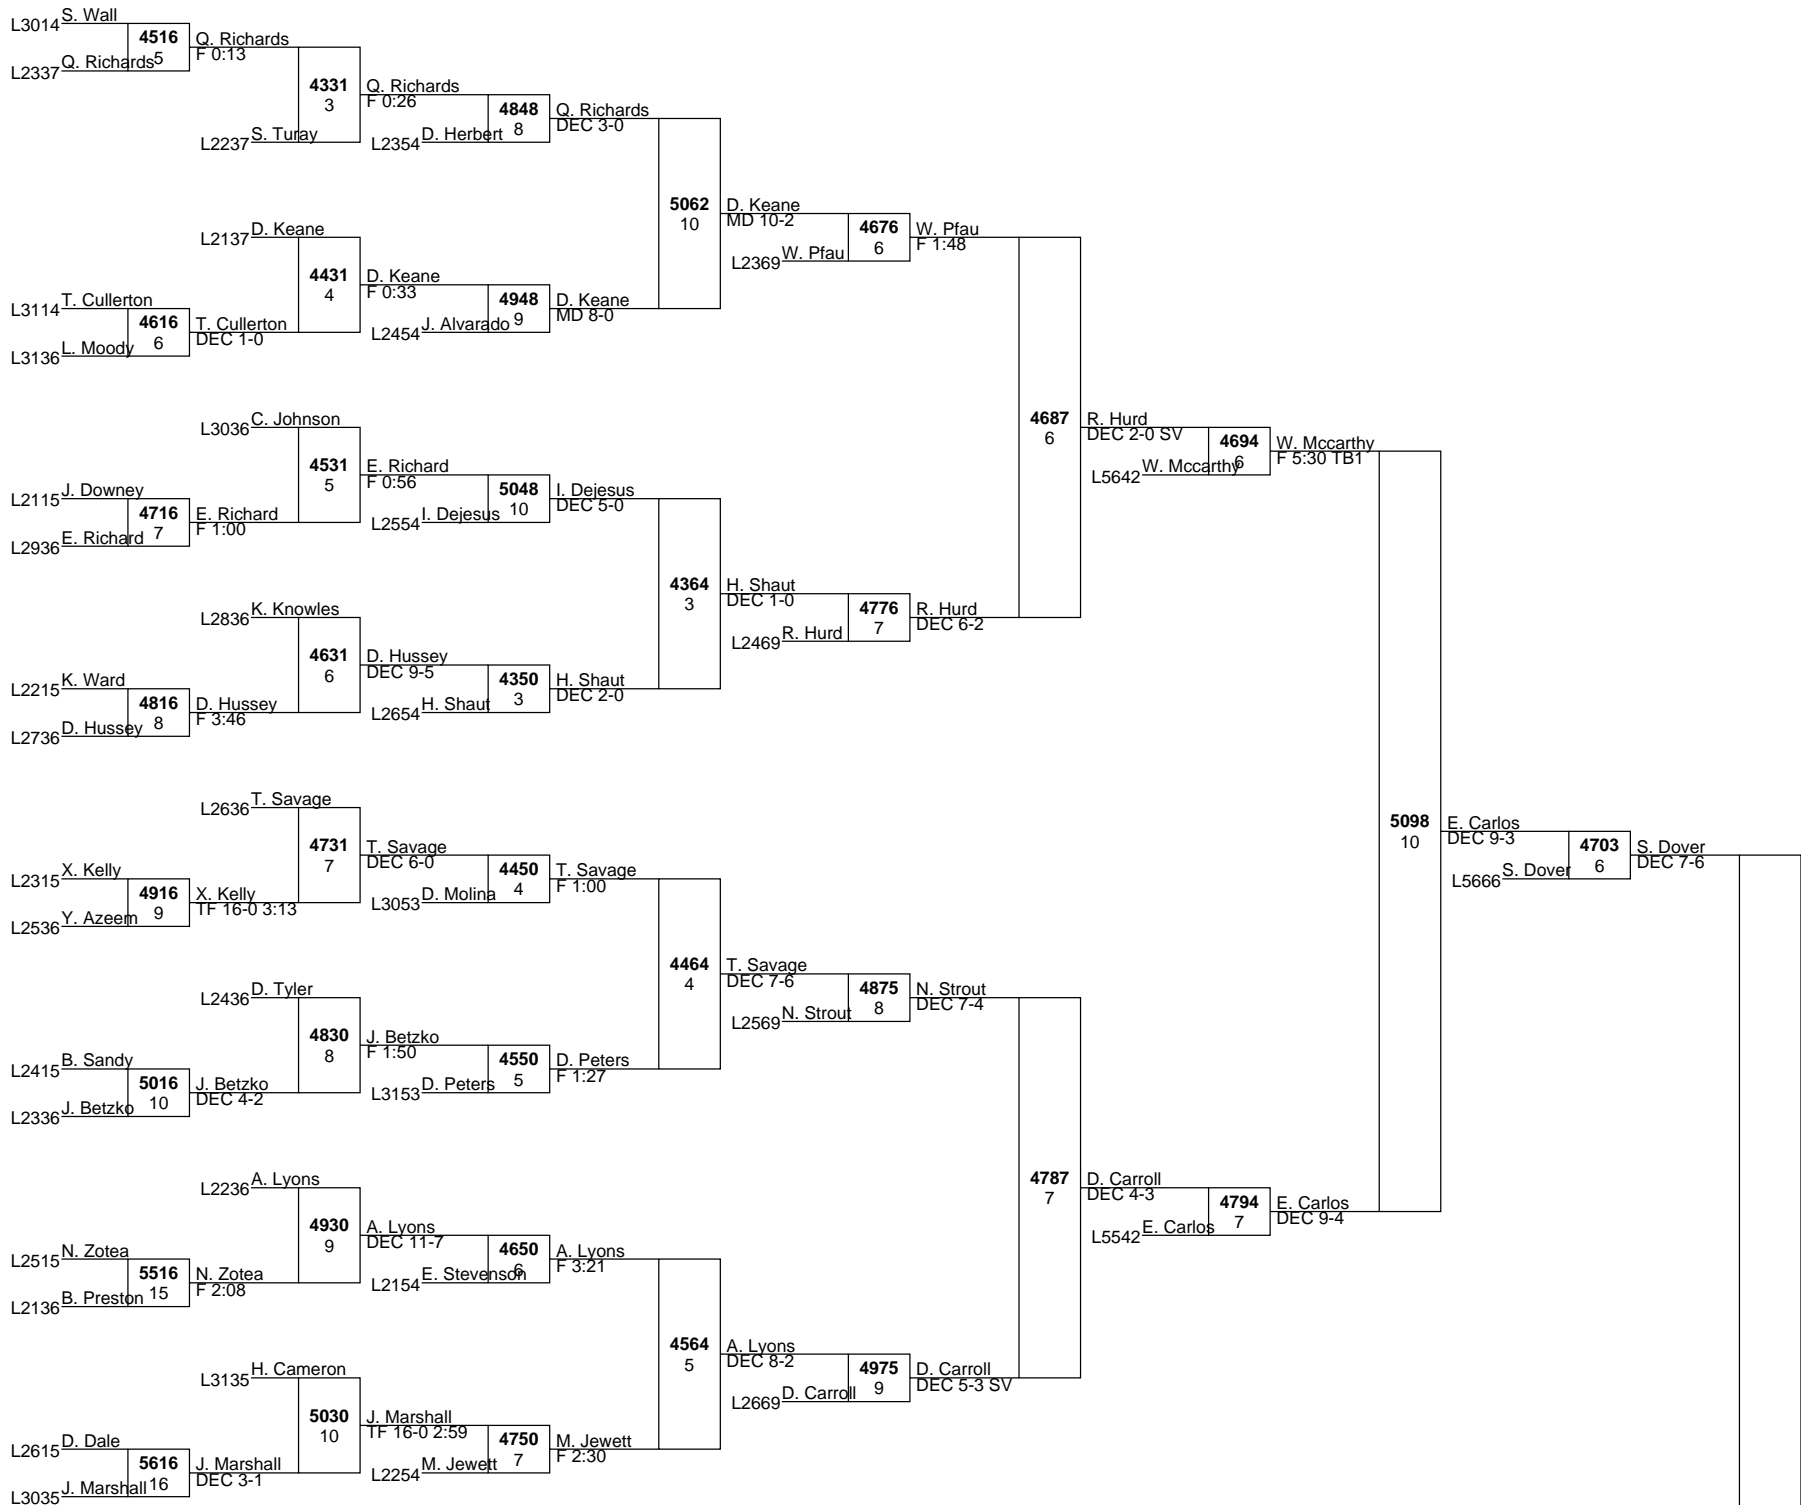 L3014 S. Wall
4516 Q. Richards
L2337 Q. Richards 5 F 0:13
4331 Q. Richards
3 F 0:26
4848 Q. Richards
L2237 S. Turay
L2354 D. Herbert 8 DEC 3-0
5062 D. Keane
10 MD 10-2
4676 W. Pfau
L2369 W. Pfau 6 F 1:48
L2137 D. Keane
4431 D. Keane
4 F 0:33
4948 D. Keane
L2454 J. Alvarado 9 MD 8-0
L3114 T. Cullerton
4616 T. Cullerton
L3136 L. Moody 6 DEC 1-0
4687 R. Hurd
6 DEC 2-0 SV
4694 W. Mccarthy
L5642 W. Mccarthy 6 F 5:30 TB1
L3036 C. Johnson
4531 E. Richard
5 F 0:56
5048 I. Dejesus
L2554 I. Dejesus 10 DEC 5-0
L2115 J. Downey
4716 E. Richard
L2936 E. Richard 7 F 1:00
4364 H. Shaut
3 DEC 1-0
4776 R. Hurd
L2469 R. Hurd 7 DEC 6-2
L2836 K. Knowles
4631 D. Hussey
6 DEC 9-5
4350 H. Shaut
L2654 H. Shaut 3 DEC 2-0
L2215 K. Ward
4816 D. Hussey
L2736 D. Hussey 8 F 3:46
5098 E. Carlos
10 DEC 9-3
4703 S. Dover
L5666 S. Dover 6 DEC 7-6
L2636 T. Savage
4731 T. Savage
7 DEC 6-0
4450 T. Savage
L3053 D. Molina 4 F 1:00
L2315 X. Kelly
4916 X. Kelly
L2536 Y. Azeem 9 TF 16-0 3:13
4464 T. Savage
4 DEC 7-6
4875 N. Strout
L2569 N. Strout 8 DEC 7-4
L2436 D. Tyler
4830 J. Betzko
8 F 1:50
4550 D. Peters
L3153 D. Peters 5 F 1:27
L2415 B. Sandy
5016 J. Betzko
L2336 J. Betzko 10 DEC 4-2
4787 D. Carroll
7 DEC 4-3
4794 E. Carlos
L5542 E. Carlos 7 DEC 9-4
L2236 A. Lyons
4930 A. Lyons
9 DEC 11-7
4650 A. Lyons
L2154 E. Stevenson 6 F 3:21
L2515 N. Zotea
5516 N. Zotea
L2136 B. Preston 15 F 2:08
4564 A. Lyons
5 DEC 8-2
4975 D. Carroll
L2669 D. Carroll 9 DEC 5-3 SV
L3135 H. Cameron
5030 J. Marshall
10 TF 16-0 2:59
4750 M. Jewett
L2254 M. Jewett 7 F 2:30
L2615 D. Dale
5616 J. Marshall
L3035 J. Marshall 16 DEC 3-1